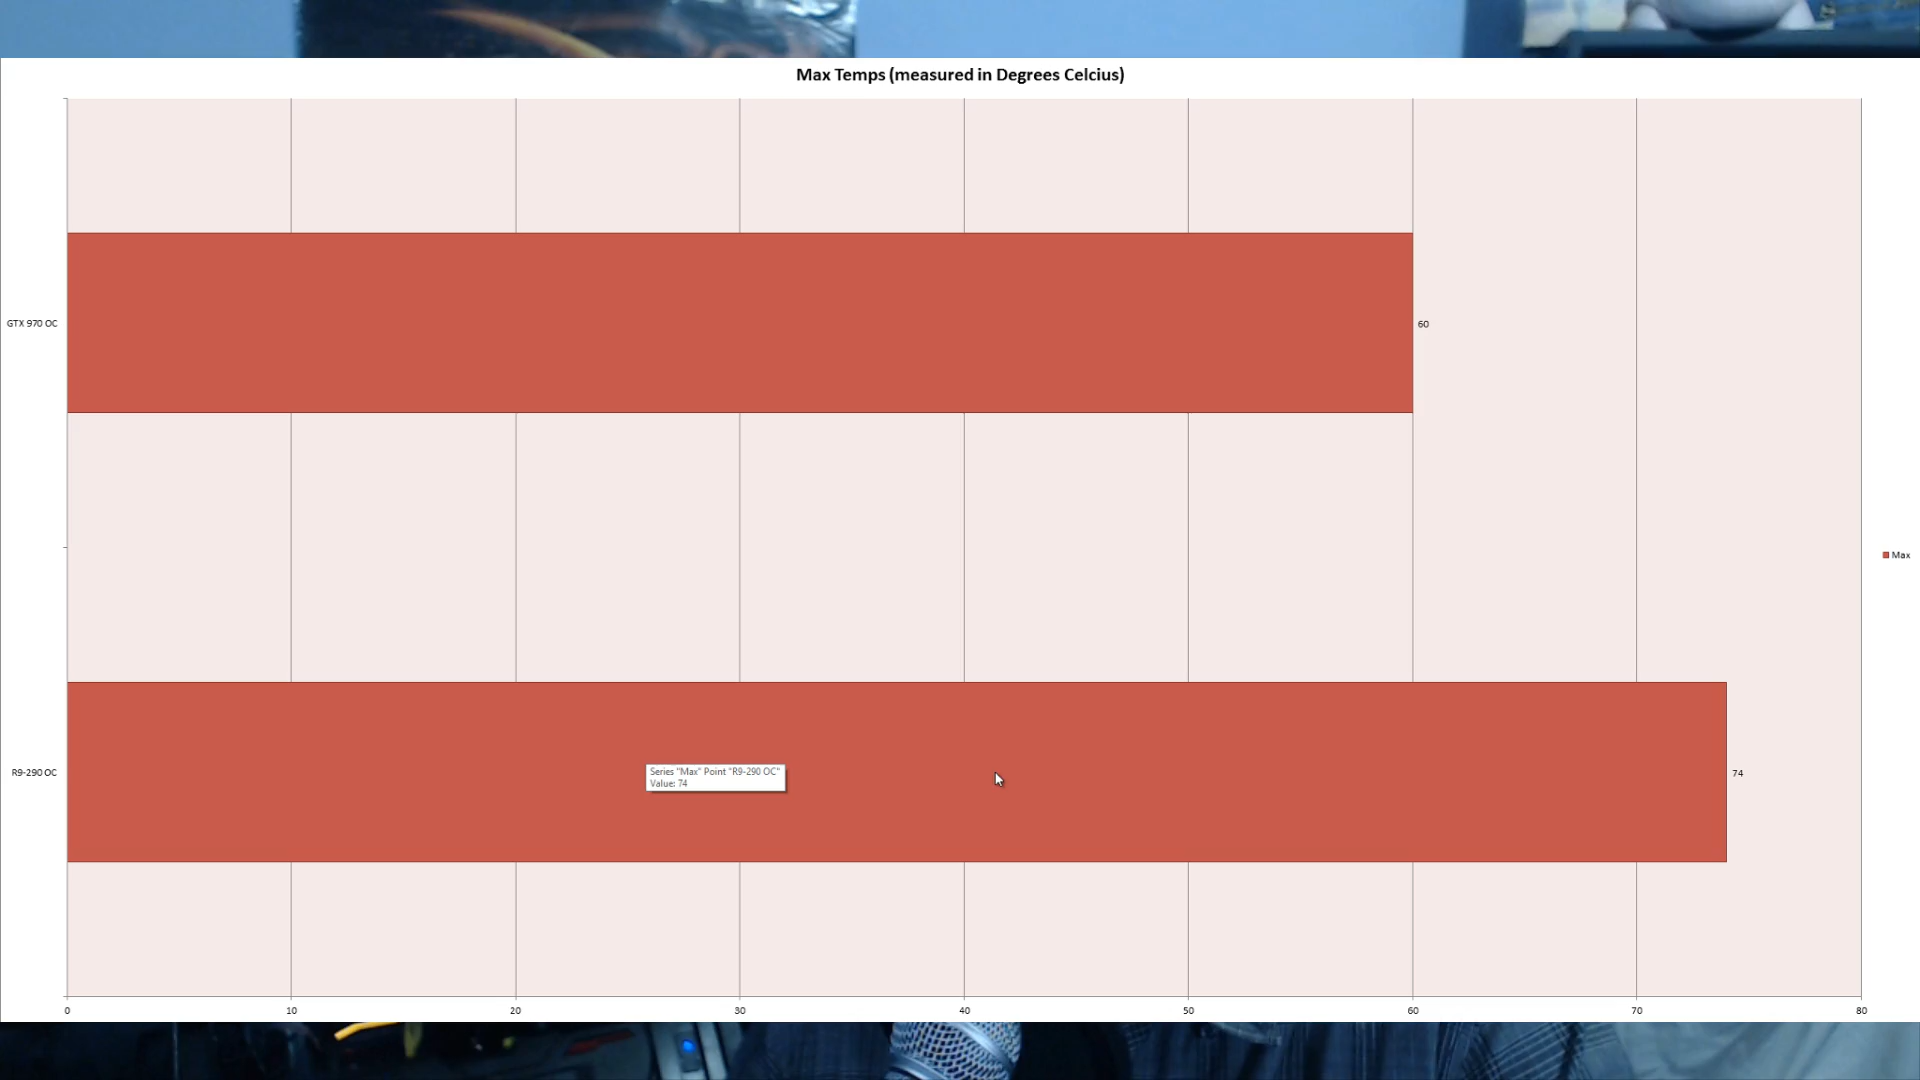 Max Temps (measured in Degrees Celcius)
GTX 970 OC
60
Max
R9-290 OC
Series "Max" Point "R9-290 OC"
Value: 74
74
0
10
20
30
40
50
60
70
80